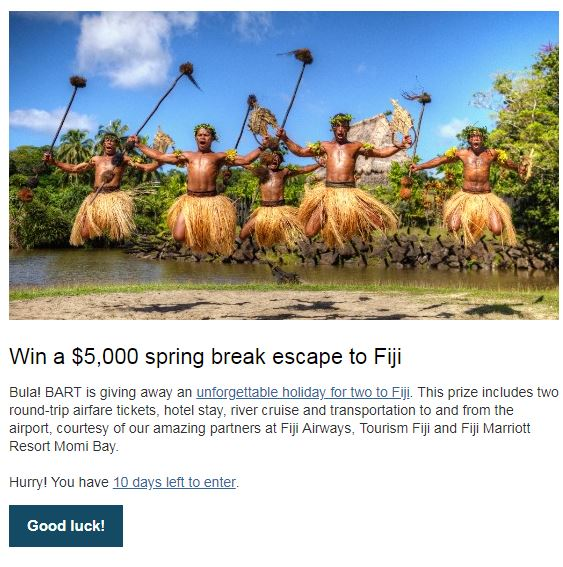 Win a $5,000 spring break escape to Fiji
Bula! BART is giving away an unforgettable holiday for two to Fiji. This prize includes two
round-trip airfare tickets, hotel stay, river cruise and transportation to and from the
airport, courtesy of our amazing partners at Fiji Airways, Tourism Fiji and Fiji Marriott
Resort Momi Bay.
Hurry! You have 10 days left to enter.
Good luck!